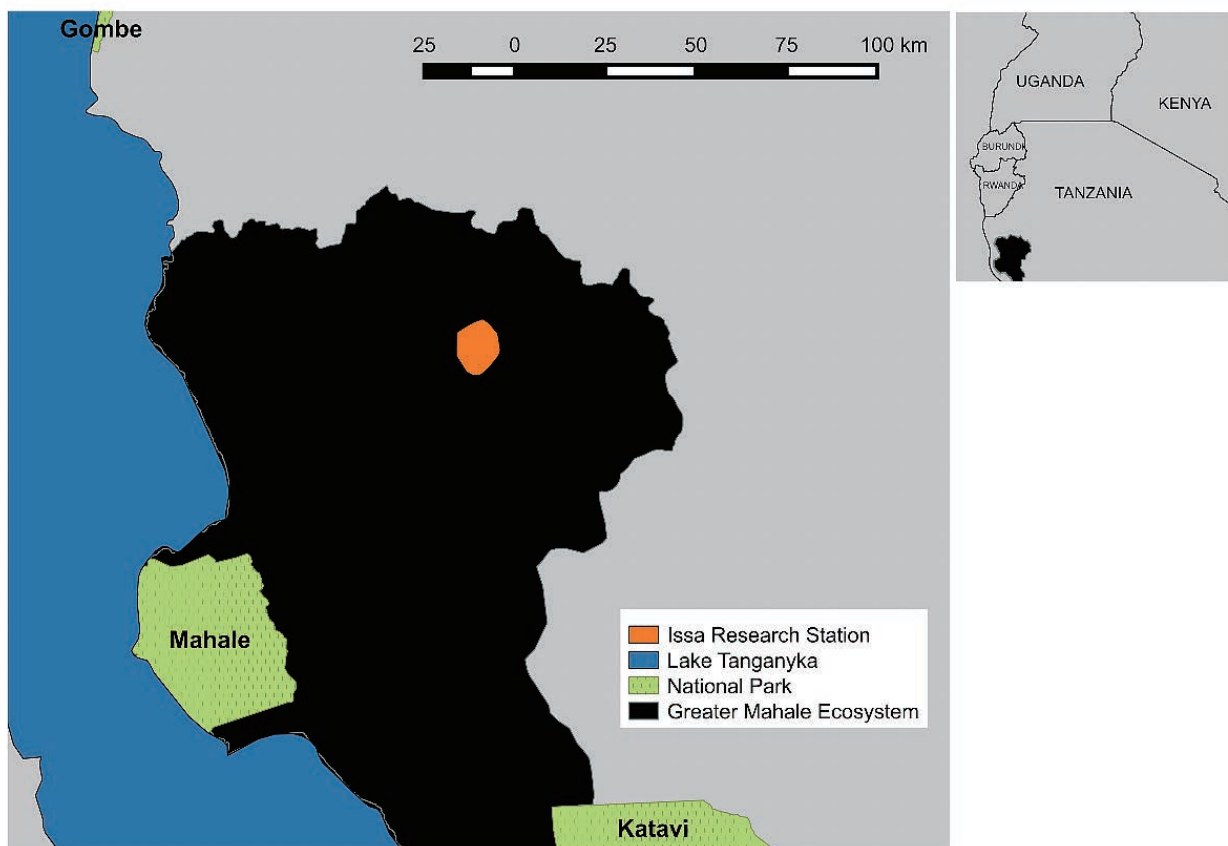 Gombe
25 0 25 50 75 100 km
Mahale
Katavi
Issa Research Station
Lake Tanganyka
National Park
Greater Mahale Ecosystem
UGANDA
KENYA
BURUNDI
RWANDA
TANZANIA